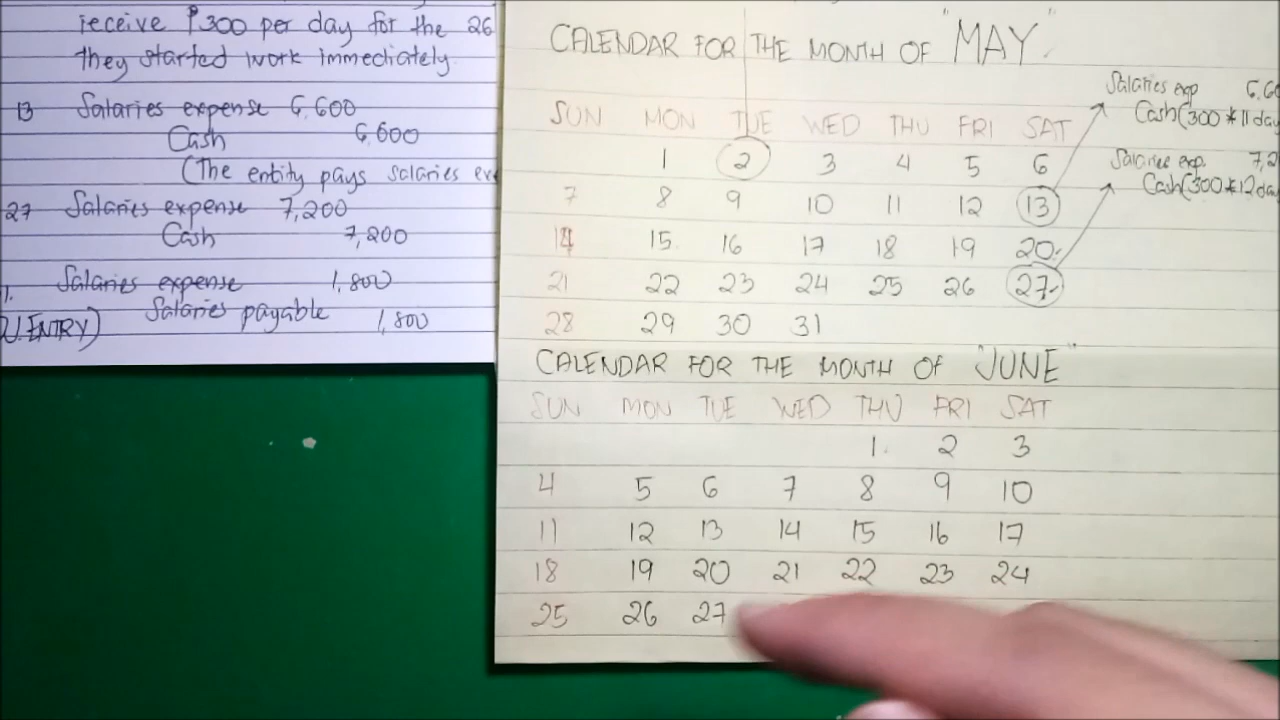 receive ₱300 per day for the 26
they started work immediately.
13 Salaries expense 6,600
Cash 6,600
(The entity pays salaries
27 Salaries expense 7,200
Cash 7,200
1. Salaries expense 1,800
Salaries payable 1,800
J. ENTRY)
CALENDAR FOR THE MONTH OF "MAY".
SUN MON TUE WED THU FRI SAT
1 2 3 4 5 6
7 8 9 10 11 12 13
14 15 16 17 18 19 20
21 22 23 24 25 26 27
28 29 30 31
Salaries exp 6,60
Cash (300 * 11 day
Salaries exp. 7,2
Cash (300 * 12 da
CALENDAR FOR THE MONTH OF "JUNE"
SUN MON TUE WED THU FRI SAT
1 2 3
4 5 6 7 8 9 10
11 12 13 14 15 16 17
18 19 20 21 22 23 24
25 26 27